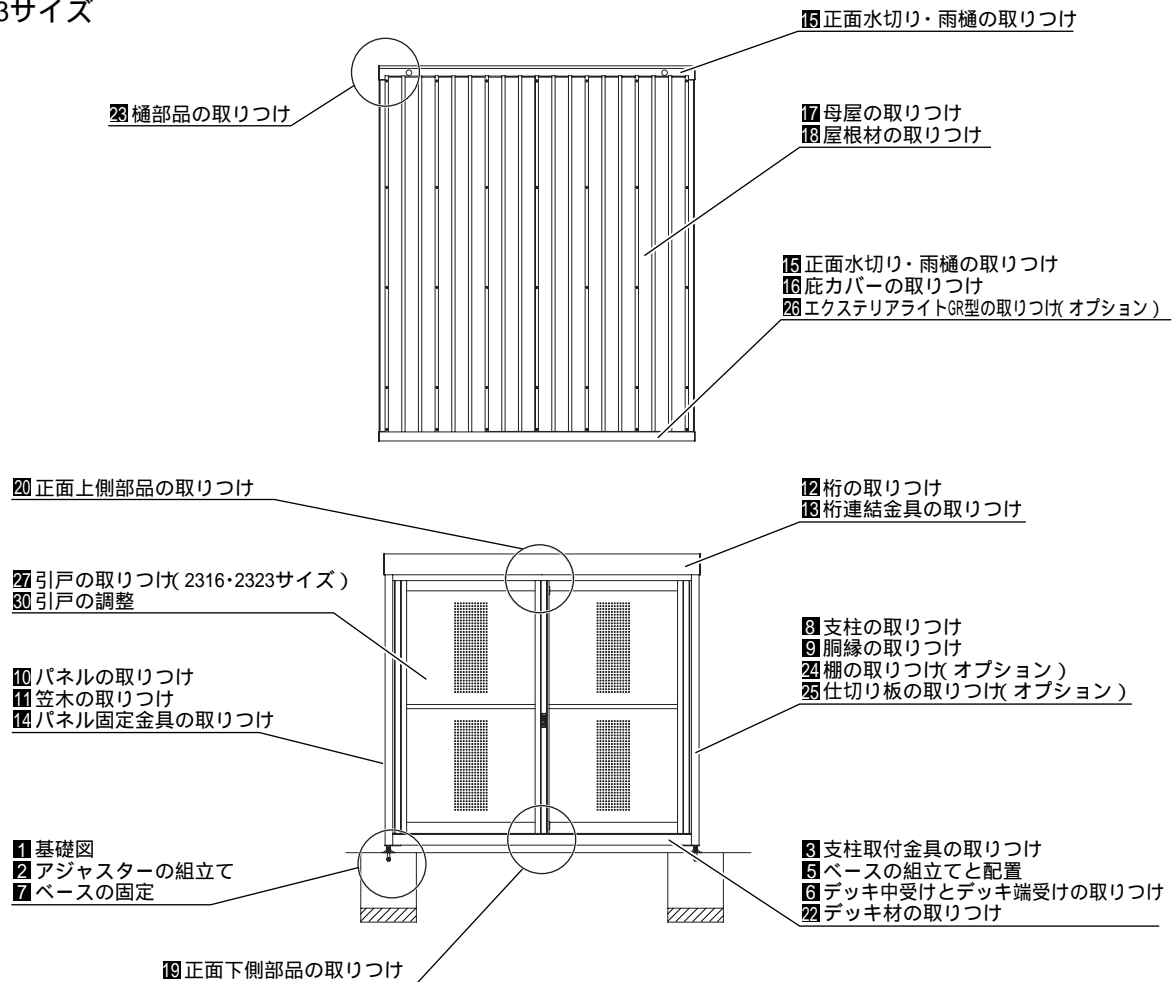 3サイズ
15 正面水切り・雨樋の取りつけ
23 樋部品の取りつけ
17 母屋の取りつけ
18 屋根材の取りつけ
15 正面水切り・雨樋の取りつけ
16 庇カバーの取りつけ
26 エクステリアライトGR型の取りつけ(オプション)
20 正面上側部品の取りつけ
12 桁の取りつけ
13 桁連結金具の取りつけ
27 引戸の取りつけ(2316・2323サイズ)
30 引戸の調整
8 支柱の取りつけ
9 胴縁の取りつけ
24 棚の取りつけ(オプション)
25 仕切り板の取りつけ(オプション)
10 パネルの取りつけ
11 笠木の取りつけ
14 パネル固定金具の取りつけ
1 基礎図
2 アジャスターの組立て
7 ベースの固定
3 支柱取付金具の取りつけ
5 ベースの組立てと配置
6 デッキ中受けとデッキ端受けの取りつけ
22 デッキ材の取りつけ
19 正面下側部品の取りつけ